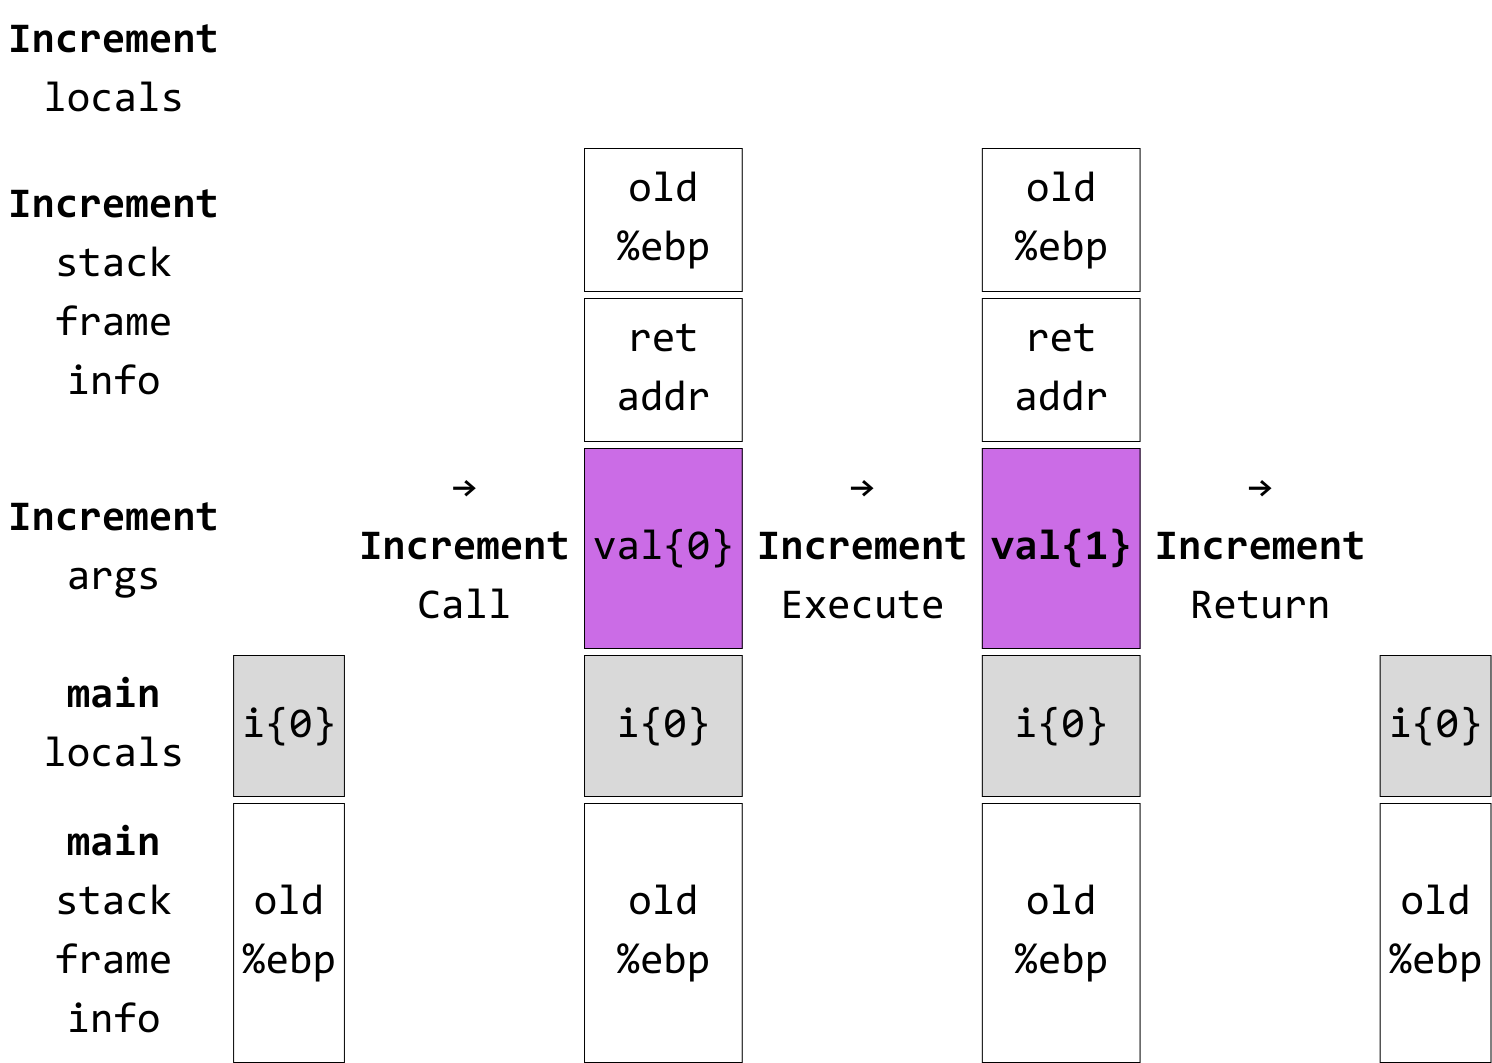 Increment
locals
Increment
stack
frame
info
old
%ebp
old
%ebp
ret
addr
ret
addr
Increment
args
→
Increment
Call
val{0}
→
Increment
Execute
val{1}
→
Increment
Return
main
locals
i{0}
i{0}
i{0}
i{0}
main
stack
frame
info
old
%ebp
old
%ebp
old
%ebp
old
%ebp